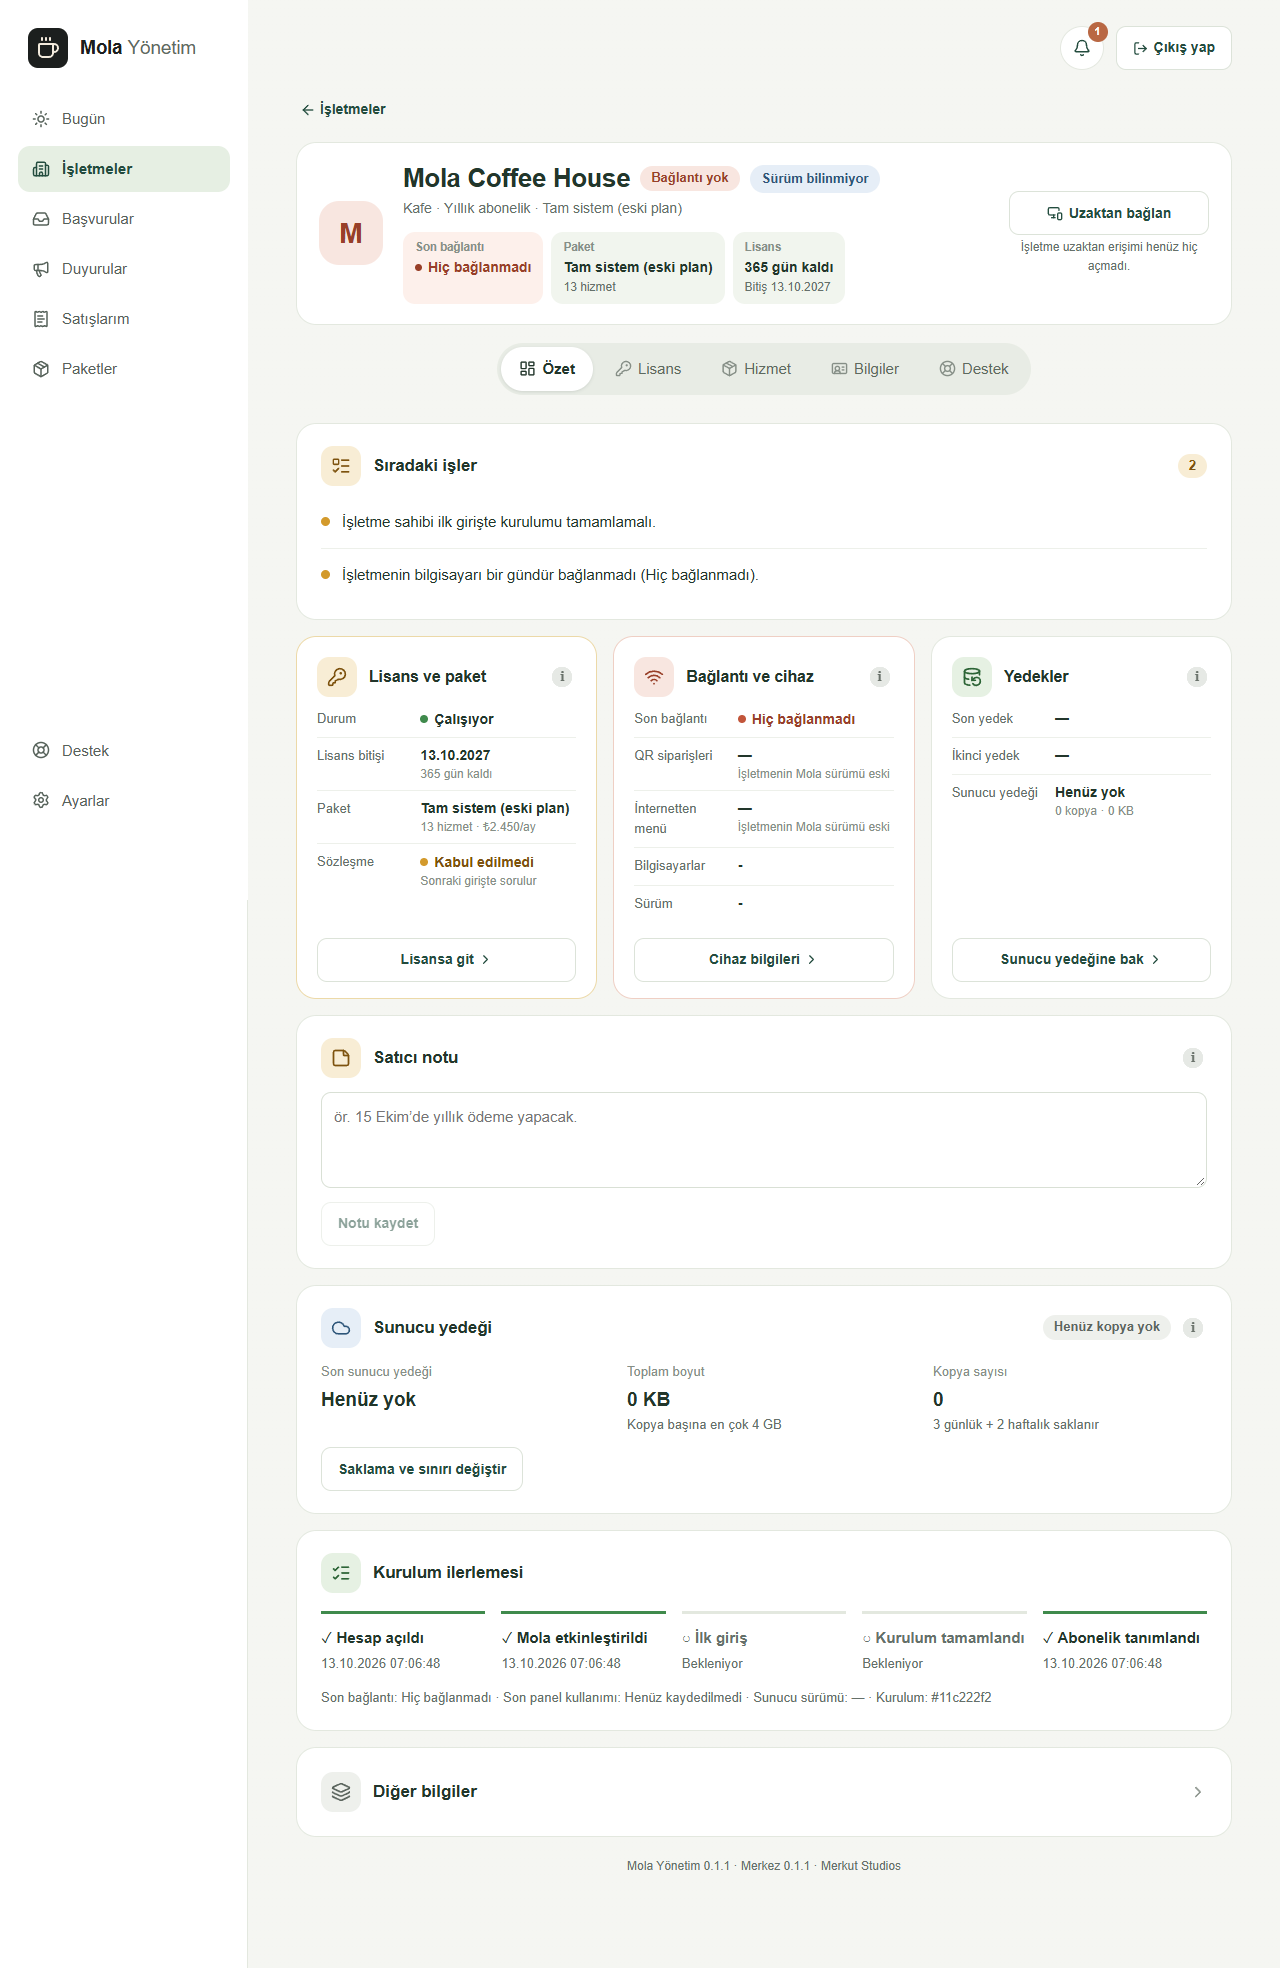 Mola Yönetim
1
Çıkış yap
Bugün
İşletmeler
Başvurular
Duyurular
Satışlarım
Paketler
Destek
Ayarlar
← İşletmeler
M
Mola Coffee House
Bağlantı yok
Sürüm bilinmiyor
Kafe · Yıllık abonelik · Tam sistem (eski plan)
Son bağlantı
Hiç bağlanmadı
Paket
Tam sistem (eski plan)
13 hizmet
Lisans
365 gün kaldı
Bitiş 13.10.2027
Uzaktan bağlan
İşletme uzaktan erişimi henüz hiç
açmadı.
Özet
Lisans
Hizmet
Bilgiler
Destek
Sıradaki işler
2
İşletme sahibi ilk girişte kurulumu tamamlamalı.
İşletmenin bilgisayarı bir gündür bağlanmadı (Hiç bağlanmadı).
Lisans ve paket
i
Durum
Çalışıyor
Lisans bitişi
13.10.2027
365 gün kaldı
Paket
Tam sistem (eski plan)
13 hizmet · ₺2.450/ay
Sözleşme
Kabul edilmedi
Sonraki girişte sorulur
Lisansa git
Bağlantı ve cihaz
i
Son bağlantı
Hiç bağlanmadı
QR siparişleri
—
İşletmenin Mola sürümü eski
İnternetten
menü
—
İşletmenin Mola sürümü eski
Bilgisayarlar
-
Sürüm
-
Cihaz bilgileri
Yedekler
i
Son yedek
—
İkinci yedek
—
Sunucu yedeği
Henüz yok
0 kopya · 0 KB
Sunucu yedeğine bak
Satıcı notu
i
ör. 15 Ekim'de yıllık ödeme yapacak.
Notu kaydet
Sunucu yedeği
Henüz kopya yok
i
Son sunucu yedeği
Henüz yok
Toplam boyut
0 KB
Kopya başına en çok 4 GB
Kopya sayısı
0
3 günlük + 2 haftalık saklanır
Saklama ve sınırı değiştir
Kurulum ilerlemesi
✓ Hesap açıldı
13.10.2026 07:06:48
✓ Mola etkinleştirildi
13.10.2026 07:06:48
○ İlk giriş
Bekleniyor
○ Kurulum tamamlandı
Bekleniyor
✓ Abonelik tanımlandı
13.10.2026 07:06:48
Son bağlantı: Hiç bağlanmadı · Son panel kullanımı: Henüz kaydedilmedi · Sunucu sürümü: — · Kurulum: #11c222f2
Diğer bilgiler
Mola Yönetim 0.1.1 · Merkez 0.1.1 · Merkut Studios